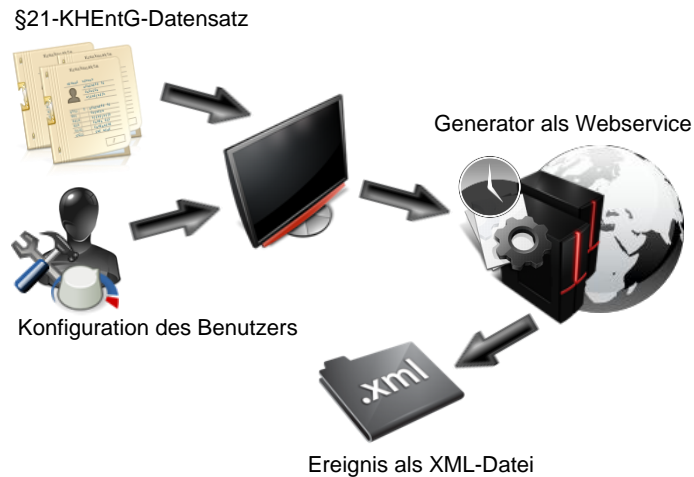 §21-KHEntG-Datensatz
Generator als Webservice
Konfiguration des Benutzers
.xml
Ereignis als XML-Datei